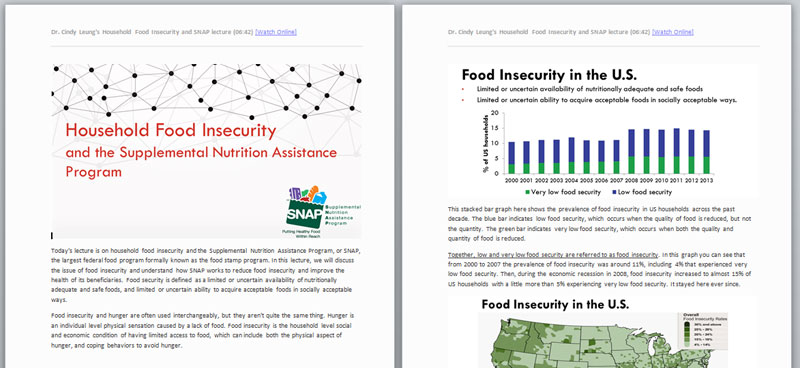 Dr. Cindy Leung's Household Food Insecurity and SNAP lecture [06:42] [Watch Online]
Household Food Insecurity
and the Supplemental Nutrition Assistance
Program
SNAP
Supplemental
Nutrition
Assistance
Program
Putting Healthy Food
Within Reach
Today's lecture is on household food insecurity and the Supplemental Nutrition Assistance Program, or SNAP,
the largest federal food program formally known as the food stamp program. In this lecture, we will discuss
the issue of food insecurity and understand how SNAP works to reduce food insecurity and improve the
health of its beneficiaries. Food security is defined as a limited or uncertain availability of nutritionally
adequate and safe foods, and limited or uncertain ability to acquire acceptable foods in socially acceptable
ways.
Food insecurity and hunger are often used interchangeably, but they aren't quite the same thing. Hunger is
an individual level physical sensation caused by a lack of food. Food insecurity is the household level social
and economic condition of having limited access to food, which can include both the physical aspect of
hunger, and coping behaviors to avoid hunger.
Dr. Cindy Leung's Household Food Insecurity and SNAP lecture [06:42] [Watch Online]
Food Insecurity in the U.S.
• Limited or uncertain availability of nutritionally adequate and safe foods
• Limited or uncertain ability to acquire acceptable foods in socially acceptable ways.
% of US households
20
15
10
5
0
2000 2001 2002 2003 2004 2005 2006 2007 2008 2009 2010 2011 2012 2013
Very low food security Low food security
This stacked bar graph here shows the prevalence of food insecurity in US households across the past
decade. The blue bar indicates low food security, which occurs when the quality of food is reduced, but not
the quantity. The green bar indicates very low food security, which occurs when both the quality and
quantity of food is reduced.
Together, low and very low food security are referred to as food insecurity. In this graph you can see that
from 2000 to 2007 the prevalence of food insecurity was around 11%, including 4% that experienced very
low food security. Then, during the economic recession in 2008, food insecurity increased to almost 15% of
US households with a little more than 5% experiencing very low food security. It stayed here ever since.
Food Insecurity in the U.S.
Overall
Food Insecurity Rates
30% and above